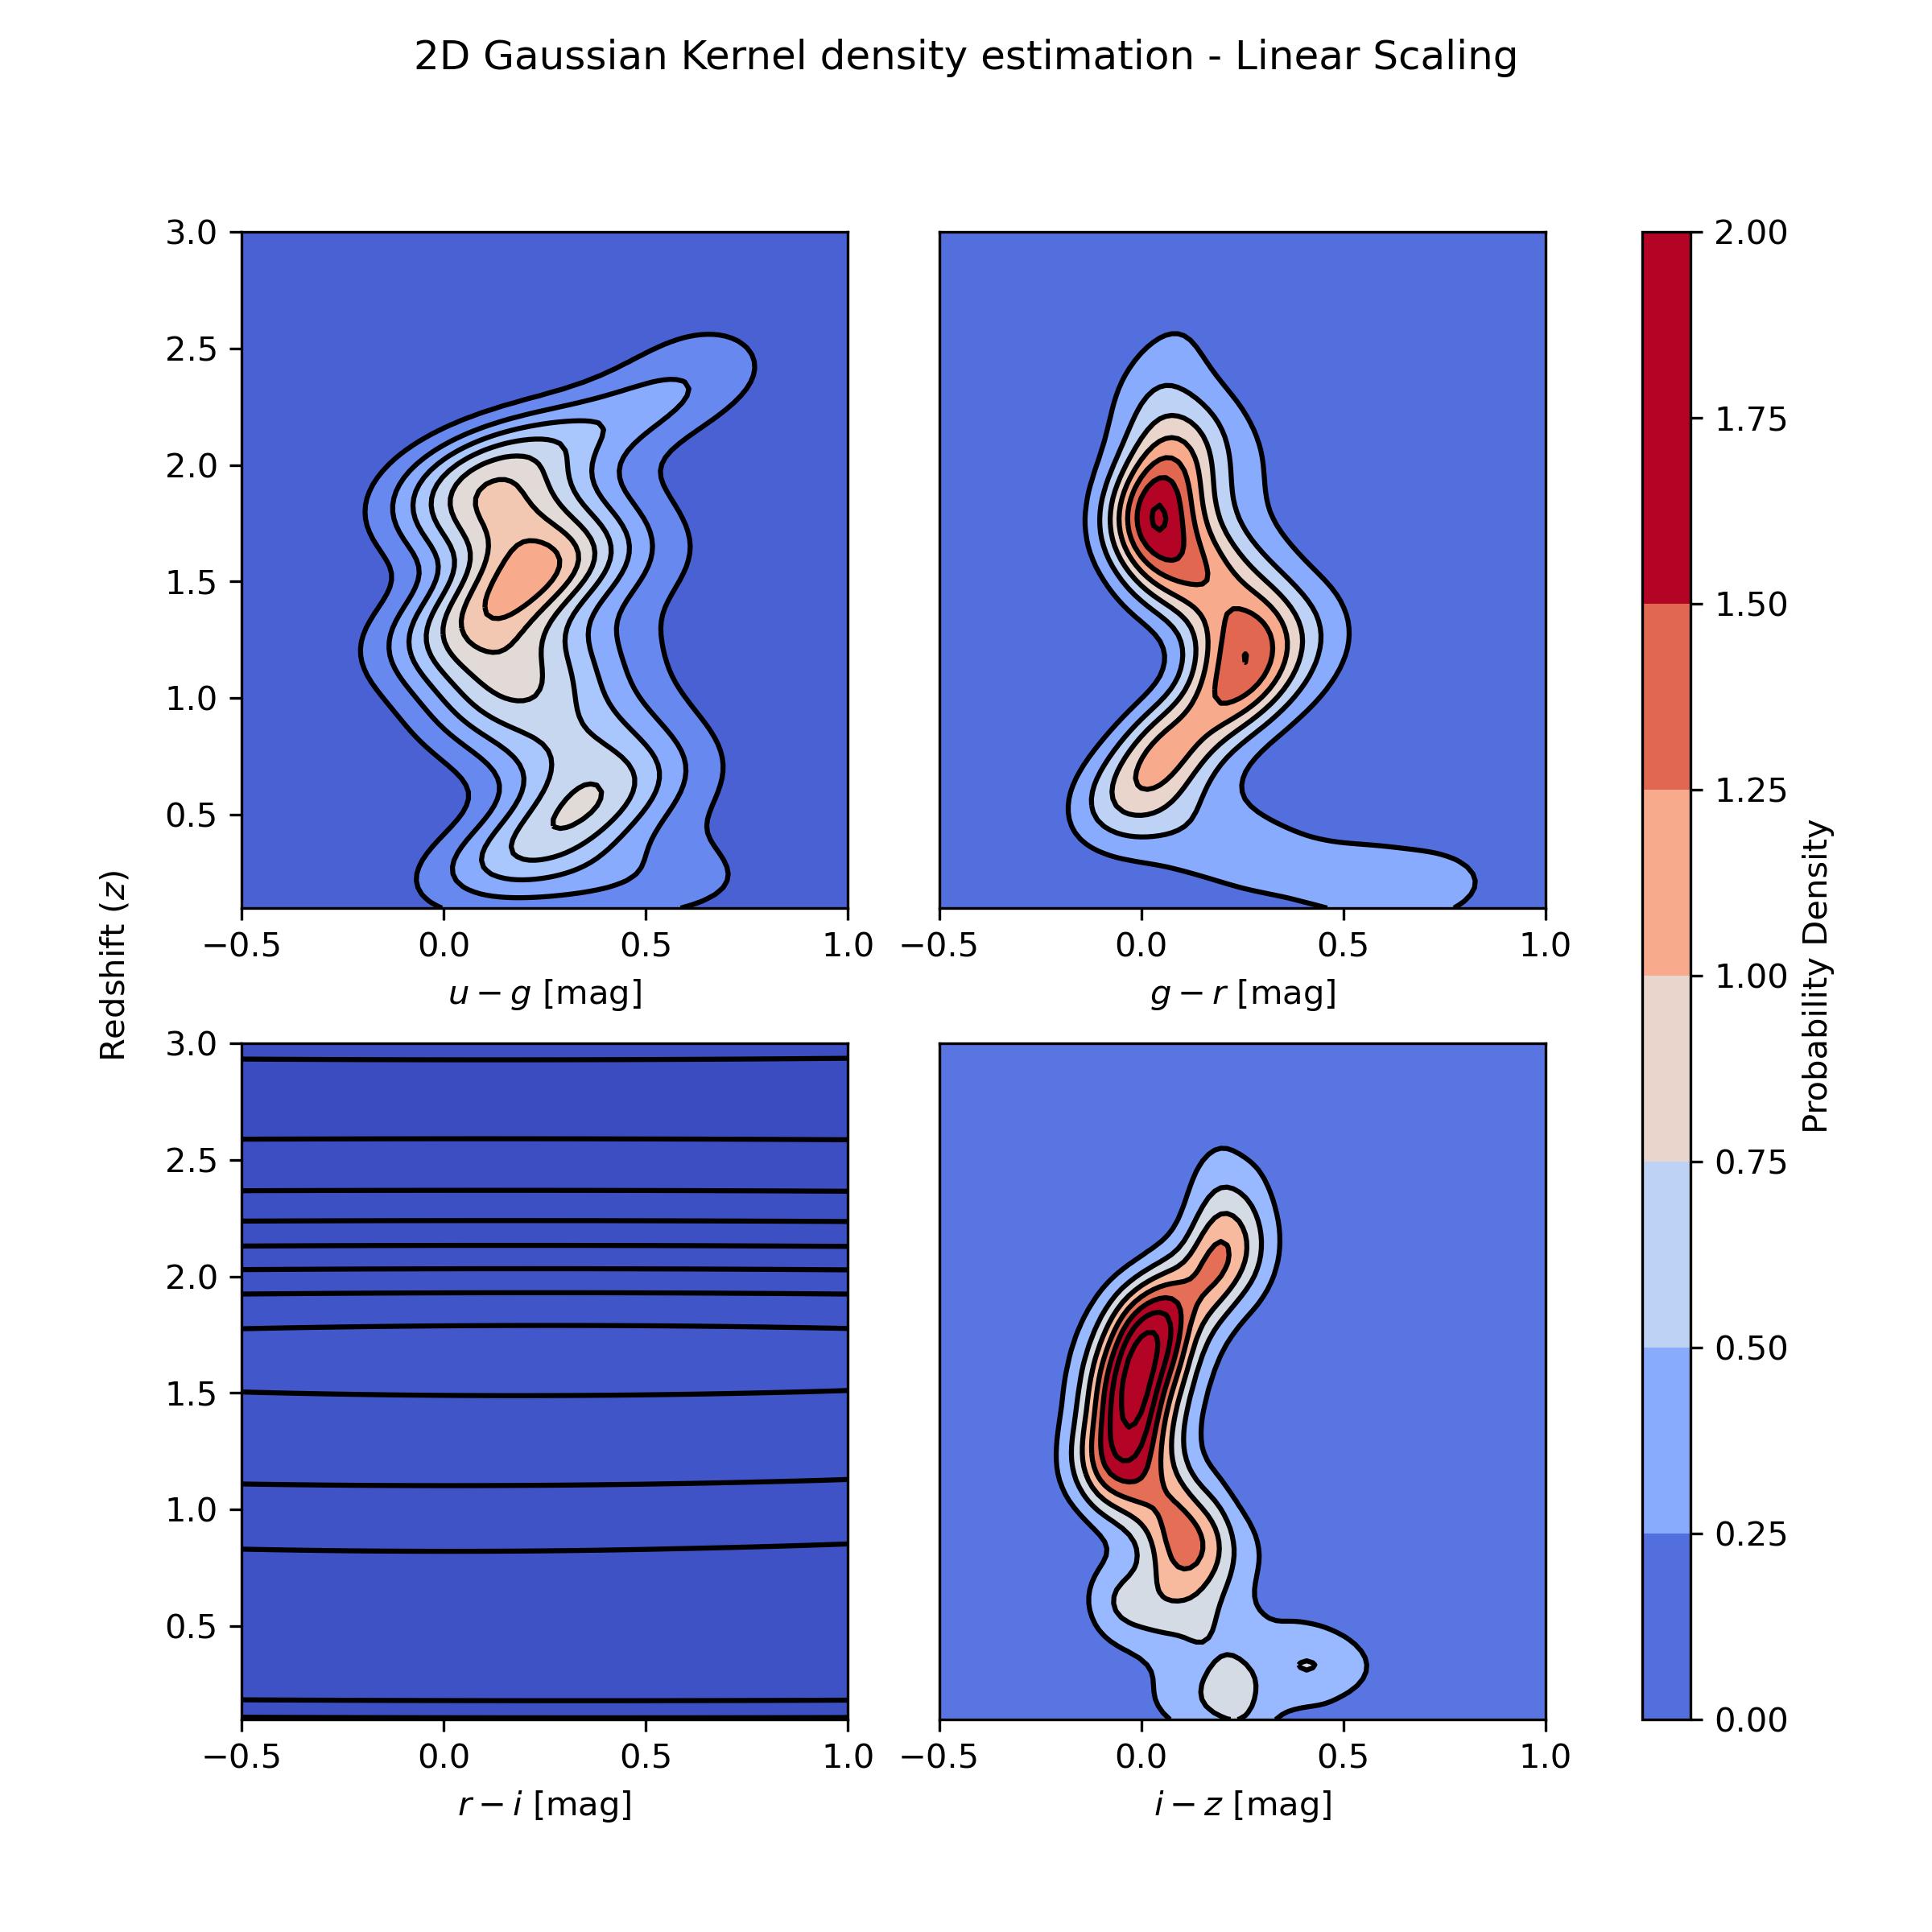 2D Gaussian Kernel density estimation - Linear Scaling
3.0
2.5
2.0
1.5
1.0
0.5
−0.5 0.0 0.5 1.0
u − g [mag]
−0.5 0.0 0.5 1.0
g − r [mag]
Redshift (z)
3.0
2.5
2.0
1.5
1.0
0.5
−0.5 0.0 0.5 1.0
r − i [mag]
−0.5 0.0 0.5 1.0
i − z [mag]
2.00
1.75
1.50
1.25
1.00
0.75
0.50
0.25
0.00
Probability Density